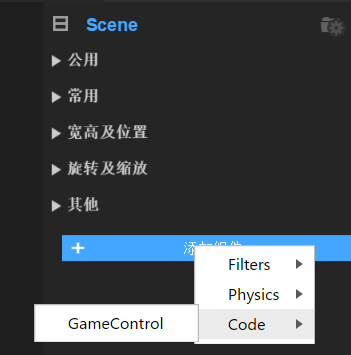 Scene
公用
常用
宽高及位置
旋转及缩放
其他
Filters
Physics
GameControl
Code